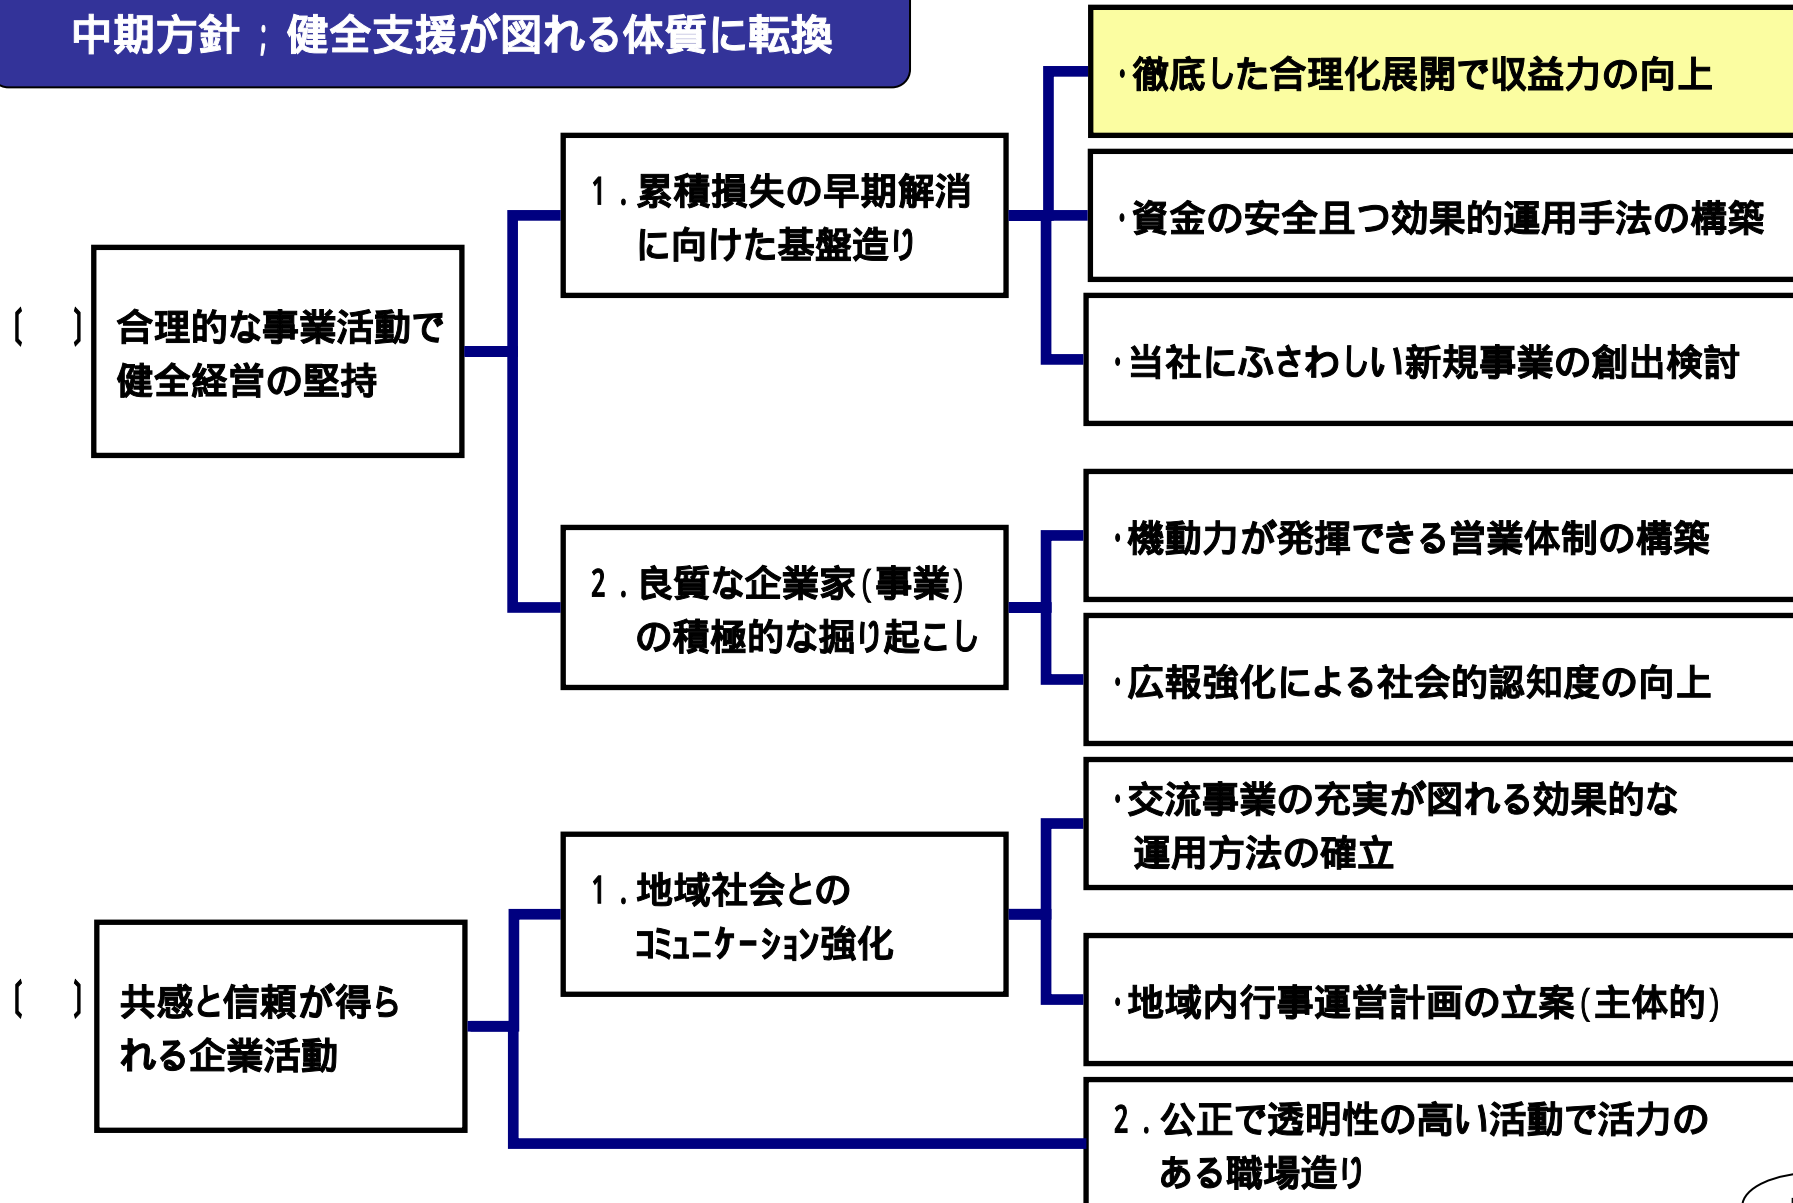 中期方針；健全支援が図れる体質に転換
〔　〕
合理的な事業活動で
健全経営の堅持
1．累積損失の早期解消
に向けた基盤造り
・徹底した合理化展開で収益力の向上
・資金の安全且つ効果的運用手法の構築
・当社にふさわしい新規事業の創出検討
2．良質な企業家(事業)
の積極的な掘り起こし
・機動力が発揮できる営業体制の構築
・広報強化による社会的認知度の向上
〔　〕
共感と信頼が得ら
れる企業活動
1．地域社会との
ｺﾐｭﾆケーｼｮﾝ強化
・交流事業の充実が図れる効果的な
運用方法の確立
・地域内行事運営計画の立案(主体的)
2．公正で透明性の高い活動で活力の
ある職場造り